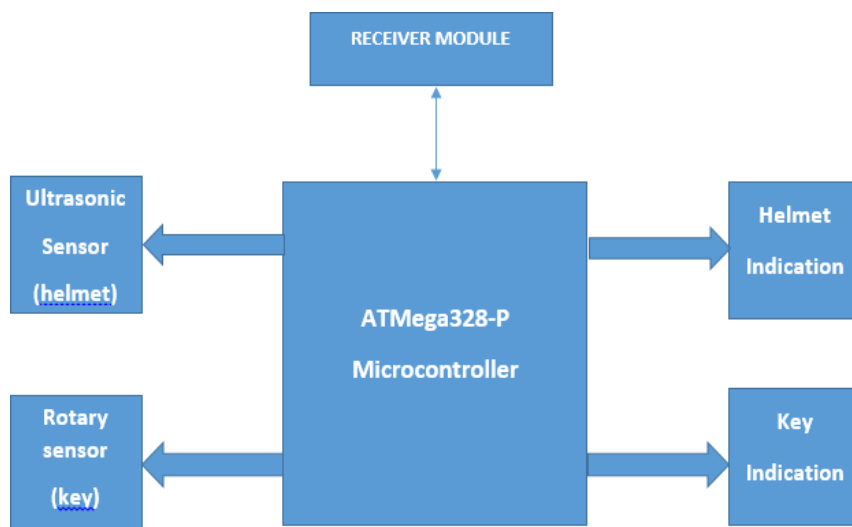 RECEIVER MODULE
Ultrasonic
Sensor
(helmet)
Helmet
Indication
ATMega328-P
Microcontroller
Rotary
sensor
(key)
Key
Indication